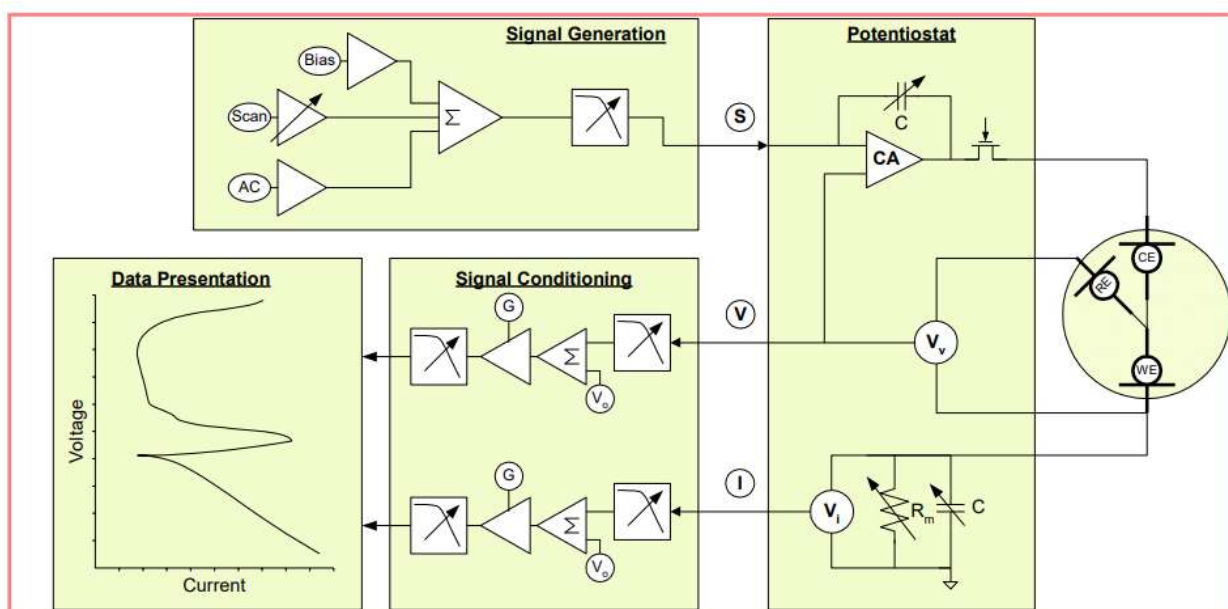 Signal Generation
Bias
Scan
AC
Σ
S
Potentiostat
C
CA
CE
RE
WE
Data Presentation
Voltage
Current
Signal Conditioning
G
Σ
Vo
V
Vv
G
Σ
Vo
I
Vi
Rm
C